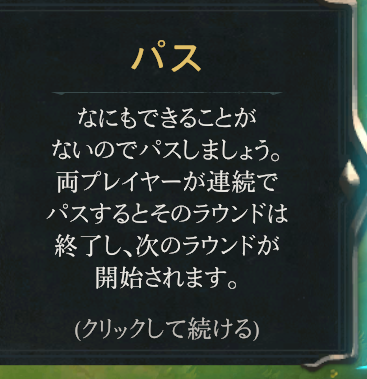 パス
なにもできることが
ないのでパスしましょう。
両プレイヤーが連続で
パスするとそのラウンドは
終了し、次のラウンドが
開始されます。
(クリックして続ける)